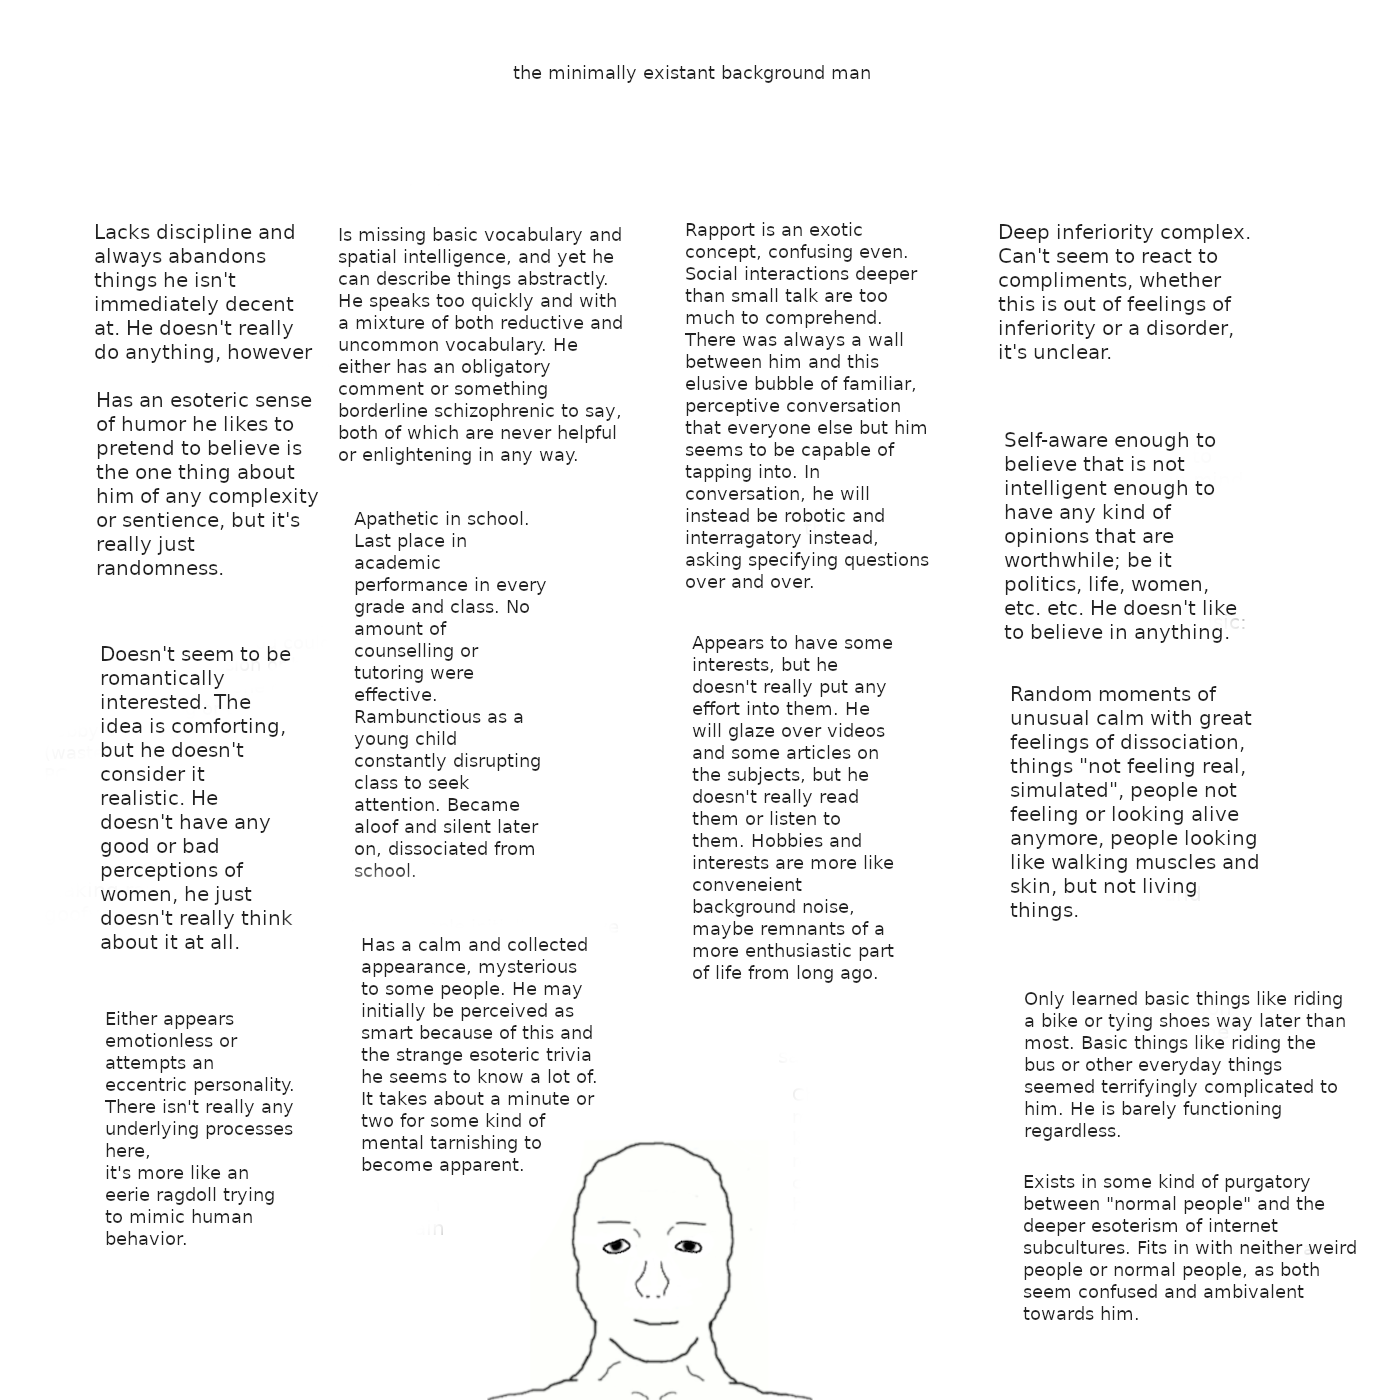 the minimally existant background man
Lacks discipline and
always abandons
things he isn't
immediately decent
at. He doesn't really
do anything, however
Has an esoteric sense
of humor he likes to
pretend to believe is
the one thing about
him of any complexity
or sentience, but it's
really just
randomness.
Doesn't seem to be
romantically
interested. The
idea is comforting,
but he doesn't
consider it
realistic. He
doesn't have any
good or bad
perceptions of
women, he just
doesn't really think
about it at all.
Either appears
emotionless or
attempts an
eccentric personality.
There isn't really any
underlying processes
here,
it's more like an
eerie ragdoll trying
to mimic human
behavior.
Is missing basic vocabulary and
spatial intelligence, and yet he
can describe things abstractly.
He speaks too quickly and with
a mixture of both reductive and
uncommon vocabulary. He
either has an obligatory
comment or something
borderline schizophrenic to say,
both of which are never helpful
or enlightening in any way.
Apathetic in school.
Last place in
academic
performance in every
grade and class. No
amount of
counselling or
tutoring were
effective.
Rambunctious as a
young child
constantly disrupting
class to seek
attention. Became
aloof and silent later
on, dissociated from
school.
Has a calm and collected
appearance, mysterious
to some people. He may
initially be perceived as
smart because of this and
the strange esoteric trivia
he seems to know a lot of.
It takes about a minute or
two for some kind of
mental tarnishing to
become apparent.
Rapport is an exotic
concept, confusing even.
Social interactions deeper
than small talk are too
much to comprehend.
There was always a wall
between him and this
elusive bubble of familiar,
perceptive conversation
that everyone else but him
seems to be capable of
tapping into. In
conversation, he will
instead be robotic and
interragatory instead,
asking specifying questions
over and over.
Appears to have some
interests, but he
doesn't really put any
effort into them. He
will glaze over videos
and some articles on
the subjects, but he
doesn't really read
them or listen to
them. Hobbies and
interests are more like
conveneient
background noise,
maybe remnants of a
more enthusiastic part
of life from long ago.
Deep inferiority complex.
Can't seem to react to
compliments, whether
this is out of feelings of
inferiority or a disorder,
it's unclear.
Self-aware enough to
believe that is not
intelligent enough to
have any kind of
opinions that are
worthwhile; be it
politics, life, women,
etc. etc. He doesn't like
to believe in anything.
Random moments of
unusual calm with great
feelings of dissociation,
things "not feeling real,
simulated", people not
feeling or looking alive
anymore, people looking
like walking muscles and
skin, but not living
things.
Only learned basic things like riding
a bike or tying shoes way later than
most. Basic things like riding the
bus or other everyday things
seemed terrifyingly complicated to
him. He is barely functioning
regardless.
Exists in some kind of purgatory
between "normal people" and the
deeper esoterism of internet
subcultures. Fits in with neither weird
people or normal people, as both
seem confused and ambivalent
towards him.